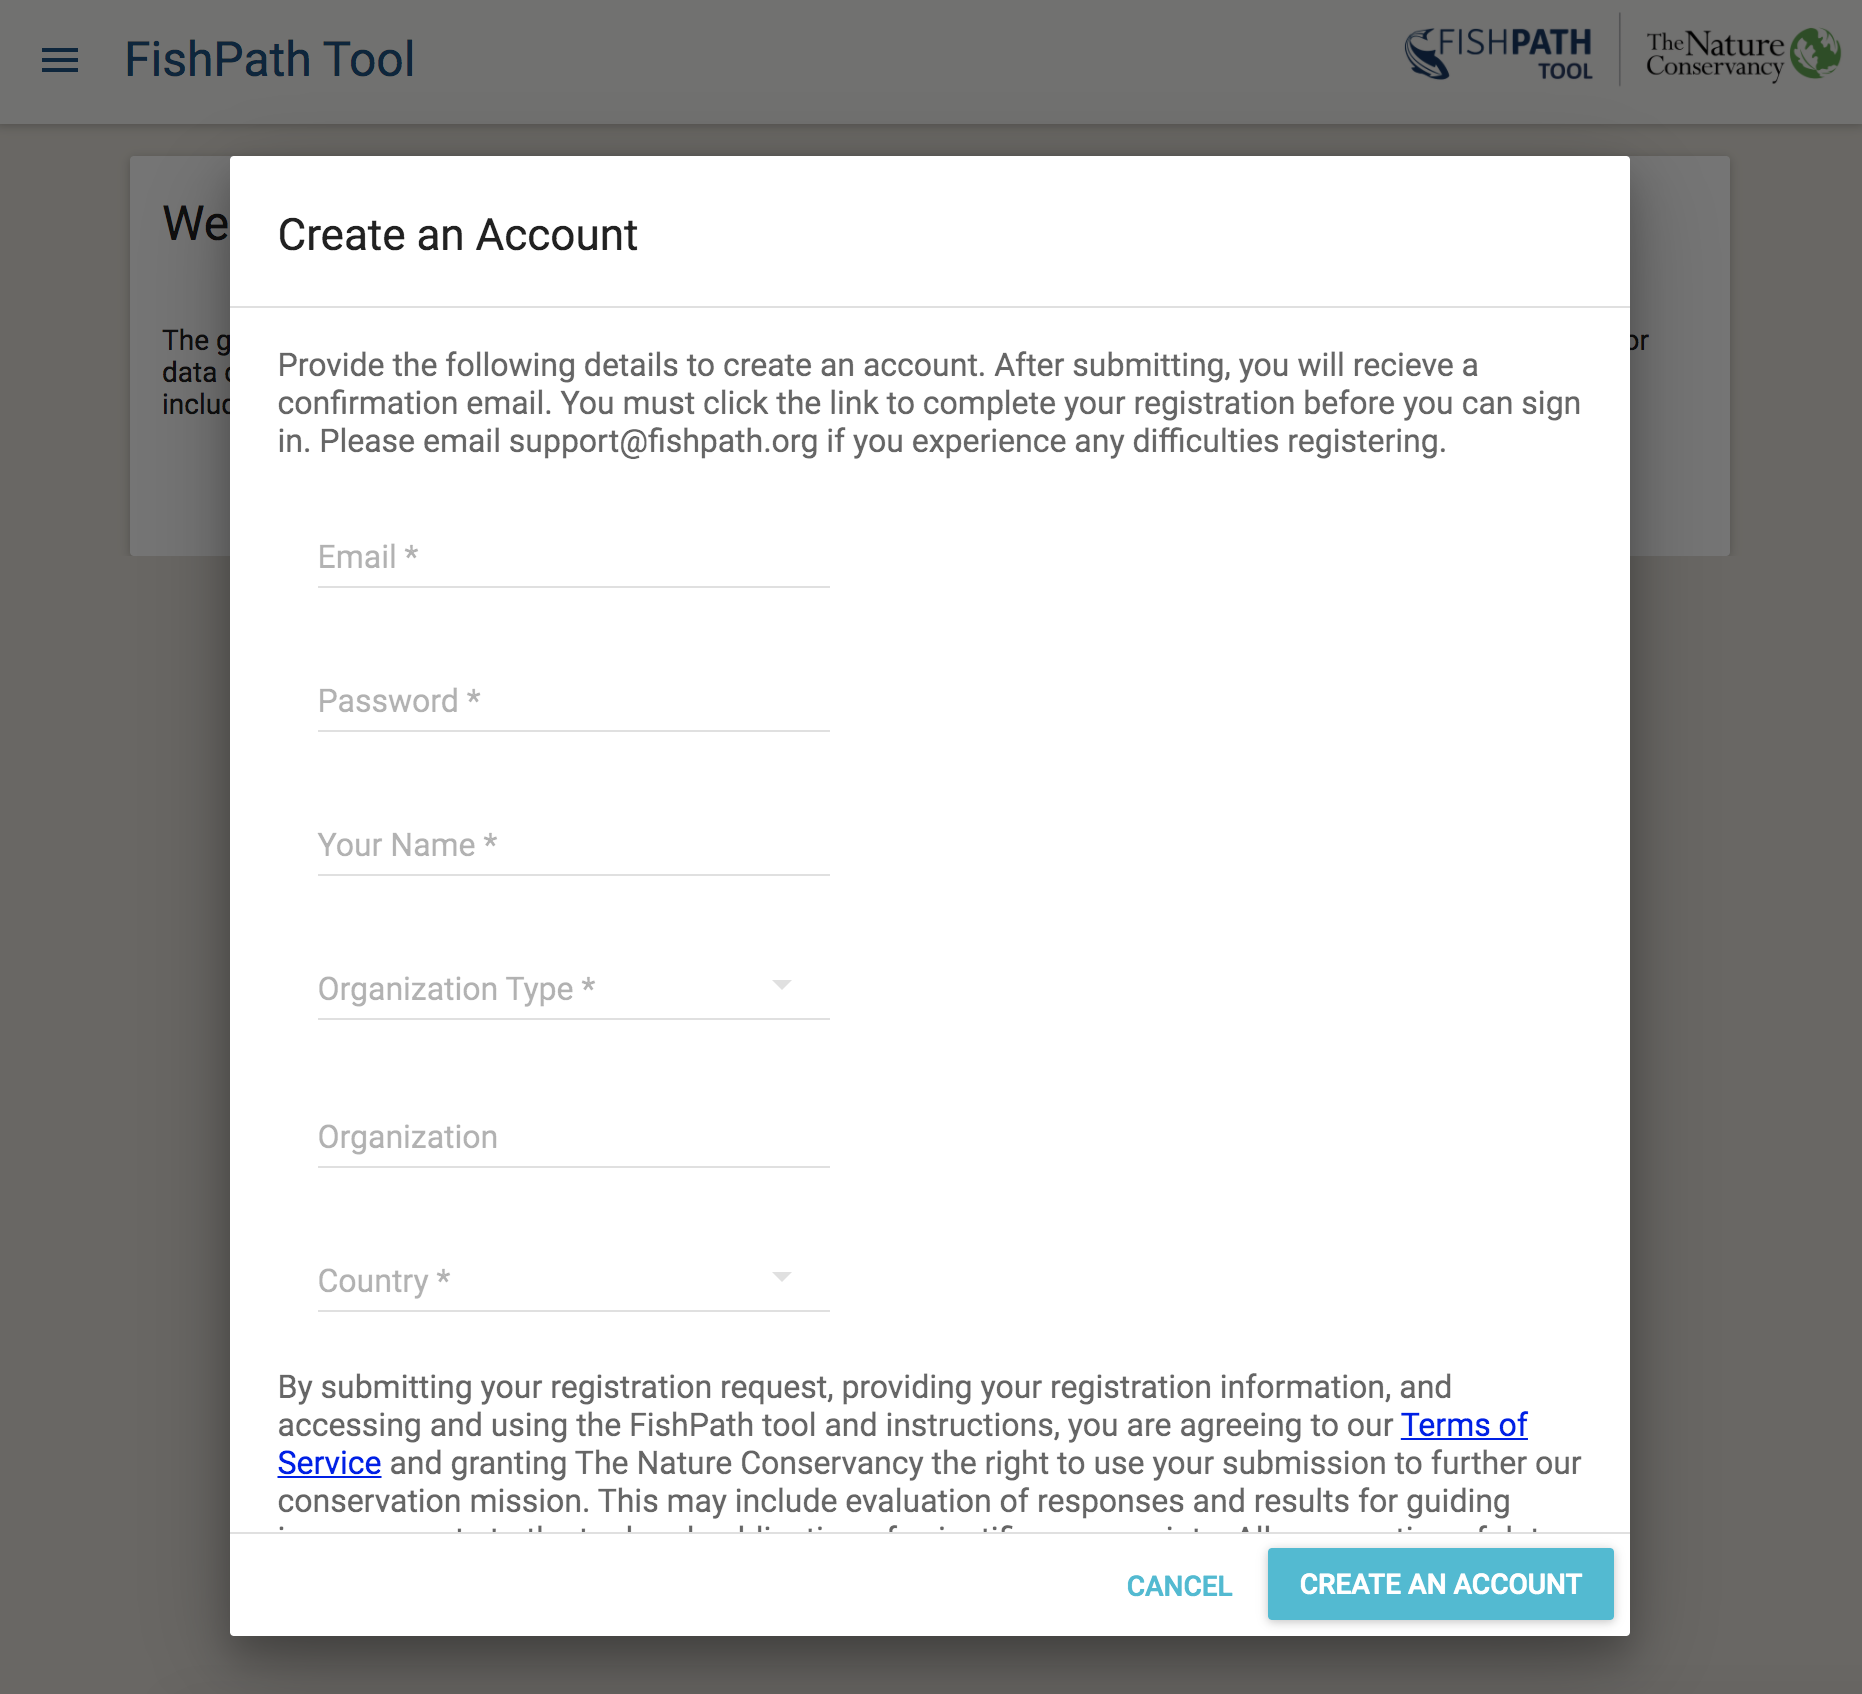 FishPath Tool
FISHPATH
TOOL
The Nature
Conservancy
We
Create an Account
The g
or
data
includ
Provide the following details to create an account. After submitting, you will recieve a
confirmation email. You must click the link to complete your registration before you can sign
in. Please email support@fishpath.org if you experience any difficulties registering.
Email *
Password *
Your Name *
Organization Type *
Organization
Country *
By submitting your registration request, providing your registration information, and
accessing and using the FishPath tool and instructions, you are agreeing to our Terms of
Service and granting The Nature Conservancy the right to use your submission to further our
conservation mission. This may include evaluation of responses and results for guiding
CANCEL
CREATE AN ACCOUNT